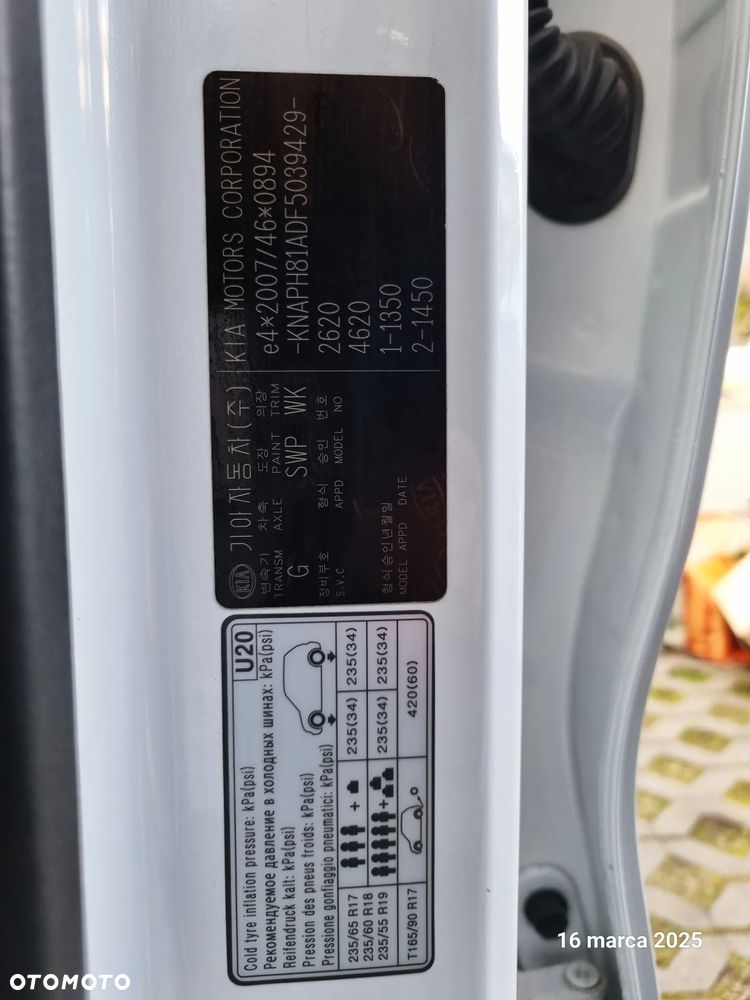 KIA 기아자동차(주) KIA MOTORS CORPORATION
변속기 차축 도장 의장 e4*2007/46*0894
TRANSM AXLE PAINT TRIM -KNAPH81ADF5039429-
G SWP WK 2620
정비부호 형식 승인 번호 4620
S.V.C APPD MODEL NO 1-1350
형식승인년월일 2-1450
MODEL APPD DATE
Cold tyre inflation pressure: kPa(psi) U20
Рекомендуемое давление в холодных шинах: kPa(psi)
Reifendruck kalt: kPa(psi)
Pression des pneus froids: kPa(psi)
Pressione gonfiaggio pneumatici: kPa(psi)
235/65 R17 235(34) 235(34)
235/60 R18
235/55 R19 235(34) 235(34)
T165/90 R17 420(60)
16 marca 2025
OTOMOTO